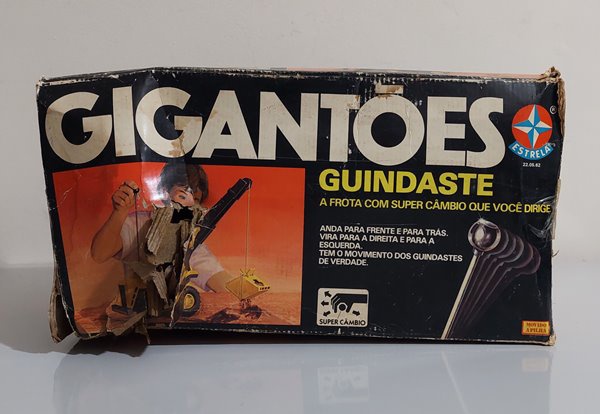 GIGANTÕES
ESTRELA
®
22.05.62
GUINDASTE
A FROTA COM SUPER CÂMBIO QUE VOCÊ DIRIGE
ANDA PARA FRENTE E PARA TRÁS.
VIRA PARA A DIREITA E PARA A
ESQUERDA.
TEM O MOVIMENTO DOS GUINDASTES
DE VERDADE.
SUPER CÂMBIO
MOVIDO
A PILHA